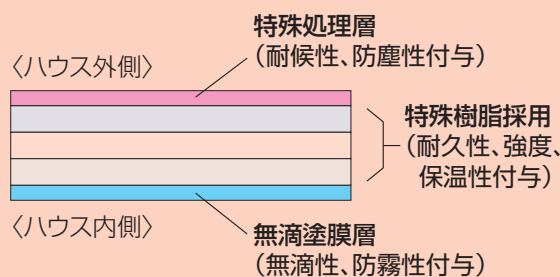 特殊処理層
(耐候性、防塵性付与)
〈ハウス外側〉
特殊樹脂採用
(耐久性、強度、
保温性付与)
〈ハウス内側〉
無滴塗膜層
(無滴性、防霧性付与)